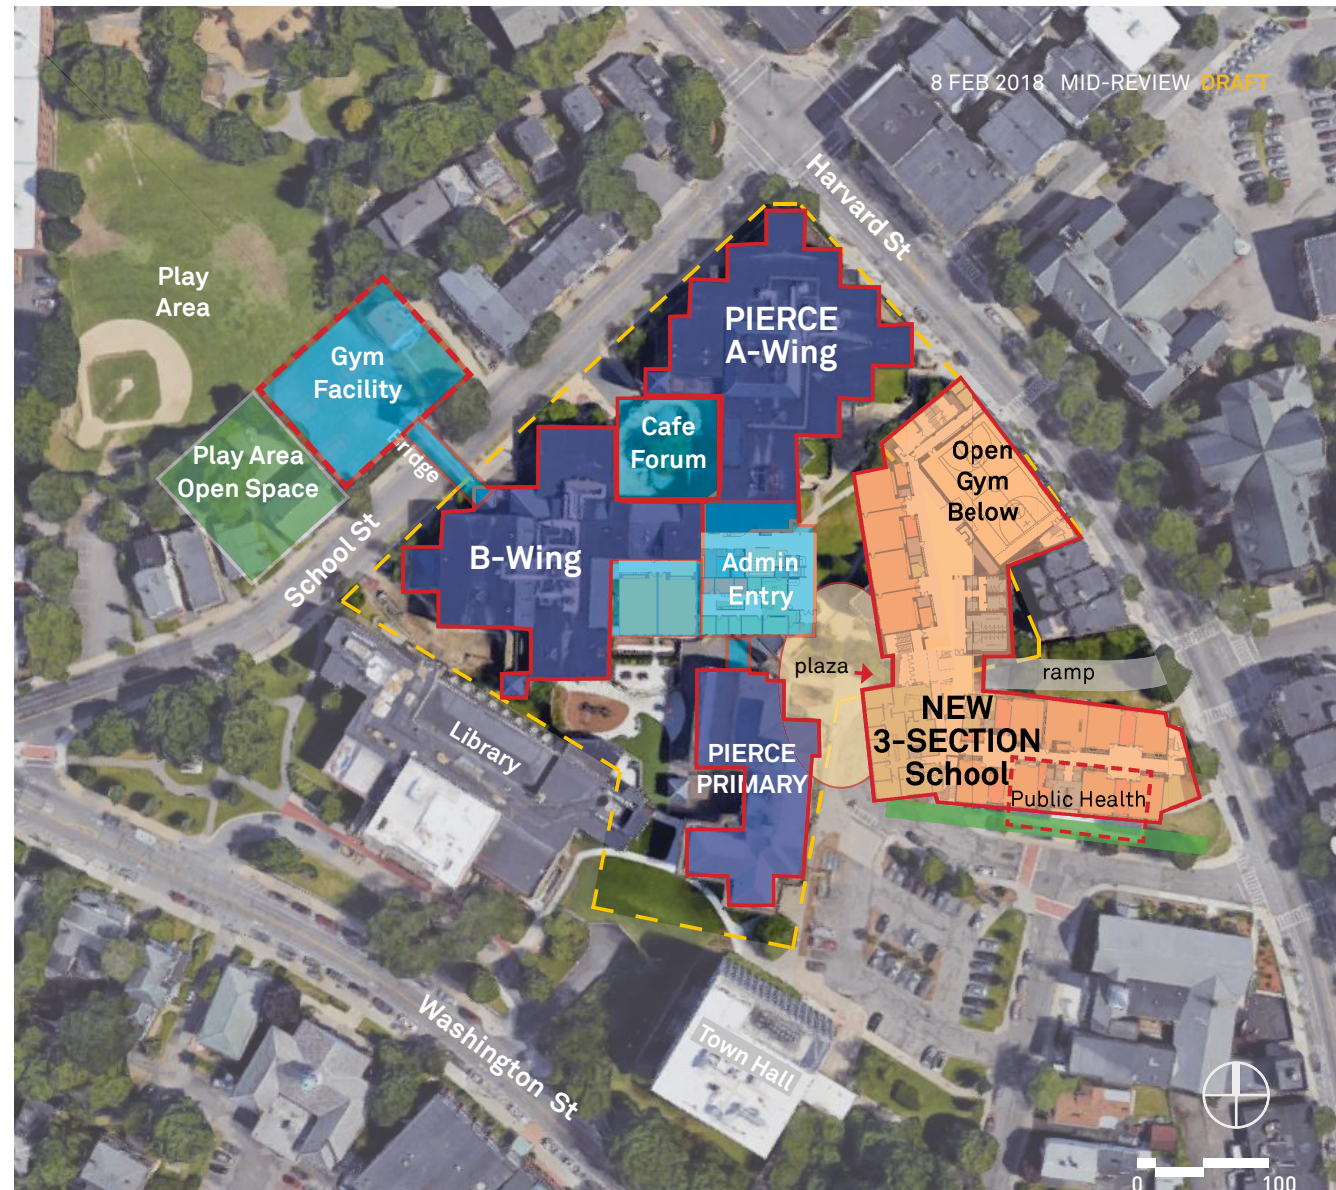 8 FEB 2018 MID-REVIEW DRAFT
Harvard St
Play
Area
PIERCE
A-Wing
Gym
Facility
Cafe
Forum
Bridge
Play Area
Open Space
Open
Gym
Below
School St
B-Wing
Admin
Entry
plaza
ramp
NEW
3-SECTION
School
Public Health
Library
PIERCE
PRIMARY
Washington St
Town Hall
0 100